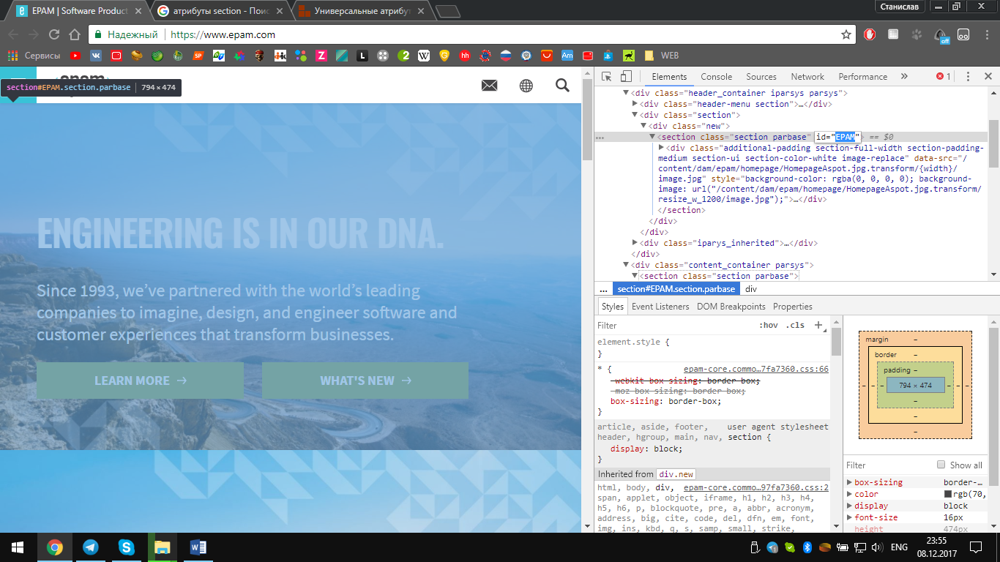 EPAM | Software Product
атрибуты section - Поис
Универсальные атрибут
Станислав
Надежный
https://www.epam.com
Сервисы
WEB
epam
section#EPAM.section.parbase | 794 × 474
ENGINEERING IS IN OUR DNA.
Since 1993, we've partnered with the world's leading
companies to imagine, design, and engineer software and
customer experiences that transform businesses.
LEARN MORE →
WHAT'S NEW →
Elements Console Sources Network Performance » 1
<div class="header_container iparsys parsys">
<div class="header-menu section">…</div>
<div class="section">
<div class="new">
... <section class="section parbase" id="EPAM"> == $0
<div class="additional-padding section-full-width section-padding-
medium section-ui section-color-white image-replace" data-src="/
content/dam/epam/homepage/HomepageAspot.jpg.transform/{width}/
image.jpg" style="background-color: rgba(0, 0, 0, 0); background-
image: url("/content/dam/epam/homepage/HomepageAspot.jpg.transform/
resize_w_1200/image.jpg");">…</div>
</section>
</div>
</div>
<div class="iparys_inherited">…</div>
</div>
<div class="content_container parsys">
<section class="section parbase">
... section#EPAM.section.parbase div
Styles Event Listeners DOM Breakpoints Properties
Filter :hov .cls +
element.style {
}
* { epam-core.commo…7fa7360.css:66
-webkit-box-sizing: border-box;
-moz-box-sizing: border-box;
box-sizing: border-box;
}
article, aside, footer, user agent stylesheet
header, hgroup, main, nav, section {
display: block;
}
Inherited from div.new
html, body, div, epam-core.commo…97fa7360.css:2
span, applet, object, iframe, h1, h2, h3, h4,
h5, h6, p, blockquote, pre, a, abbr, acronym,
address, big, cite, code, del, dfn, em, font,
img, ins, kbd, q, s, samp, small, strike,
margin –
border –
padding –
– – – 794 × 474 – – –
–
–
–
Filter Show all
box-sizing border-…
color rgb(70,
display block
font-size 16px
height 474px
ENG
23:55
08.12.2017